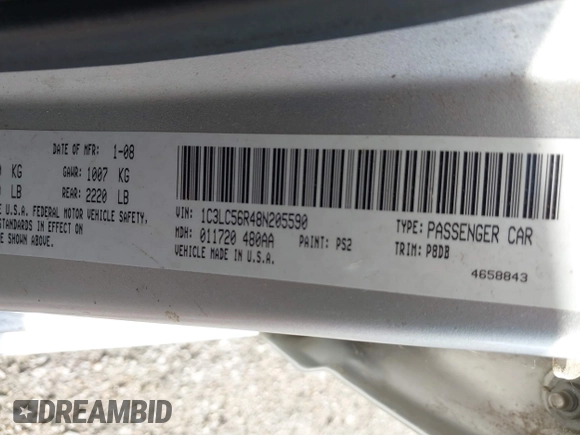 DATE OF MFR: 1-08
KG GAWR: 1007 KG
LB REAR: 2220 LB
U.S.A. FEDERAL MOTOR VEHICLE SAFETY,
STANDARDS IN EFFECT ON
SHOWN ABOVE.
VIN: 1C3LC56R48N205590
MDH: 011720 480AA PAINT: PS2
VEHICLE MADE IN U.S.A.
TYPE: PASSENGER CAR
TRIM: P8DB
4658843
DREAMBID